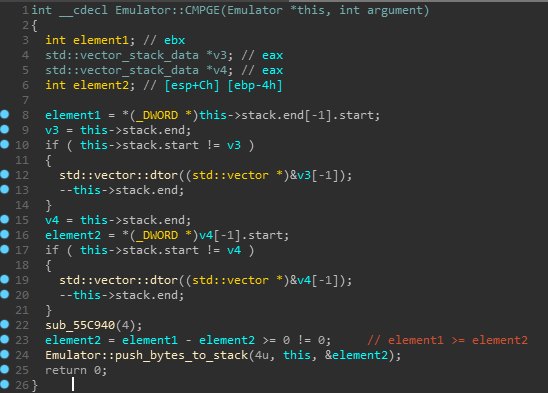 1 int __cdecl Emulator::CMPGE(Emulator *this, int argument)
2 {
3 int element1; // ebx
4 std::vector_stack_data *v3; // eax
5 std::vector_stack_data *v4; // eax
6 int element2; // [esp+Ch] [ebp-4h]
7
8 element1 = *(_DWORD *)this->stack.end[-1].start;
9 v3 = this->stack.end;
10 if ( this->stack.start != v3 )
11 {
12 std::vector::dtor((std::vector *)&v3[-1]);
13 --this->stack.end;
14 }
15 v4 = this->stack.end;
16 element2 = *(_DWORD *)v4[-1].start;
17 if ( this->stack.start != v4 )
18 {
19 std::vector::dtor((std::vector *)&v4[-1]);
20 --this->stack.end;
21 }
22 sub_55C940(4);
23 element2 = element1 - element2 >= 0 != 0; // element1 >= element2
24 Emulator::push_bytes_to_stack(4u, this, &element2);
25 return 0;
26 }